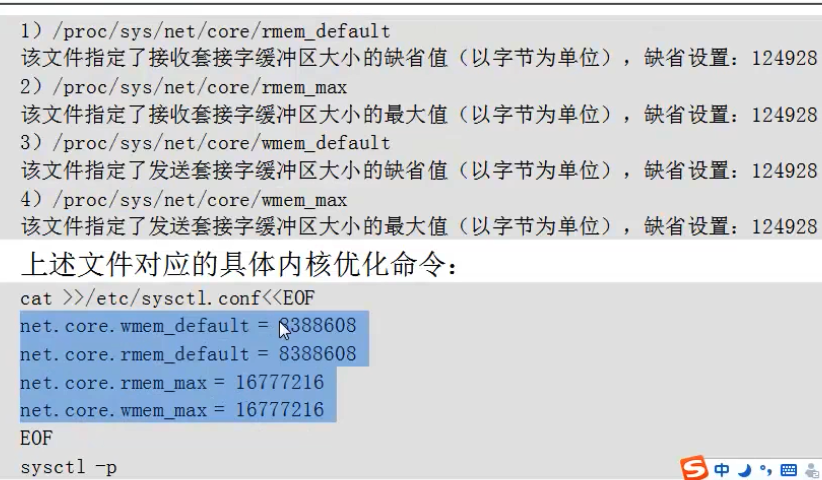 1）/proc/sys/net/core/rmem_default
该文件指定了接收套接字缓冲区大小的缺省值（以字节为单位），缺省设置：124928
2）/proc/sys/net/core/rmem_max
该文件指定了接收套接字缓冲区大小的最大值（以字节为单位），缺省设置：124928
3）/proc/sys/net/core/wmem_default
该文件指定了发送套接字缓冲区大小的缺省值（以字节为单位），缺省设置：124928
4）/proc/sys/net/core/wmem_max
该文件指定了发送套接字缓冲区大小的最大值（以字节为单位），缺省设置：124928
上述文件对应的具体内核优化命令：
cat >>/etc/sysctl.conf<<EOF
net.core.wmem_default = 8388608
net.core.rmem_default = 8388608
net.core.rmem_max = 16777216
net.core.wmem_max = 16777216
EOF
sysctl -p
S 中